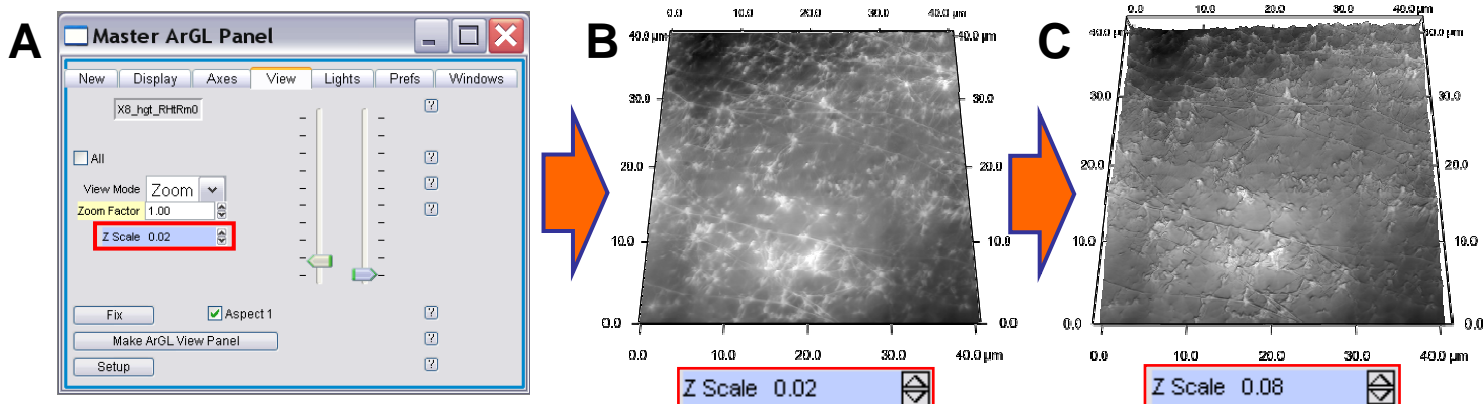 A
Master ArGL Panel
New Display Axes View Lights Prefs Windows
X8_hgt_RHtRm0
?
All
?
View Mode Zoom
?
Zoom Factor 1.00
?
Z Scale 0.02
Fix
Aspect 1
?
Make ArGL View Panel
?
Setup
?
B
0.0 10.0 20.0 30.0 40.0 µm
40.0 µm 40.0 µm
30.0 30.0
20.0 20.0
10.0 10.0
0.0 0.0
0.0 10.0 20.0 30.0 40.0 µm
Z Scale 0.02
C
0.0 10.0 20.0 30.0 40.0 µm
40.0 µm 40.0 µm
30.0 30.0
20.0 20.0
10.0 10.0
0.0 0.0
0.0 10.0 20.0 30.0 40.0 µm
Z Scale 0.08